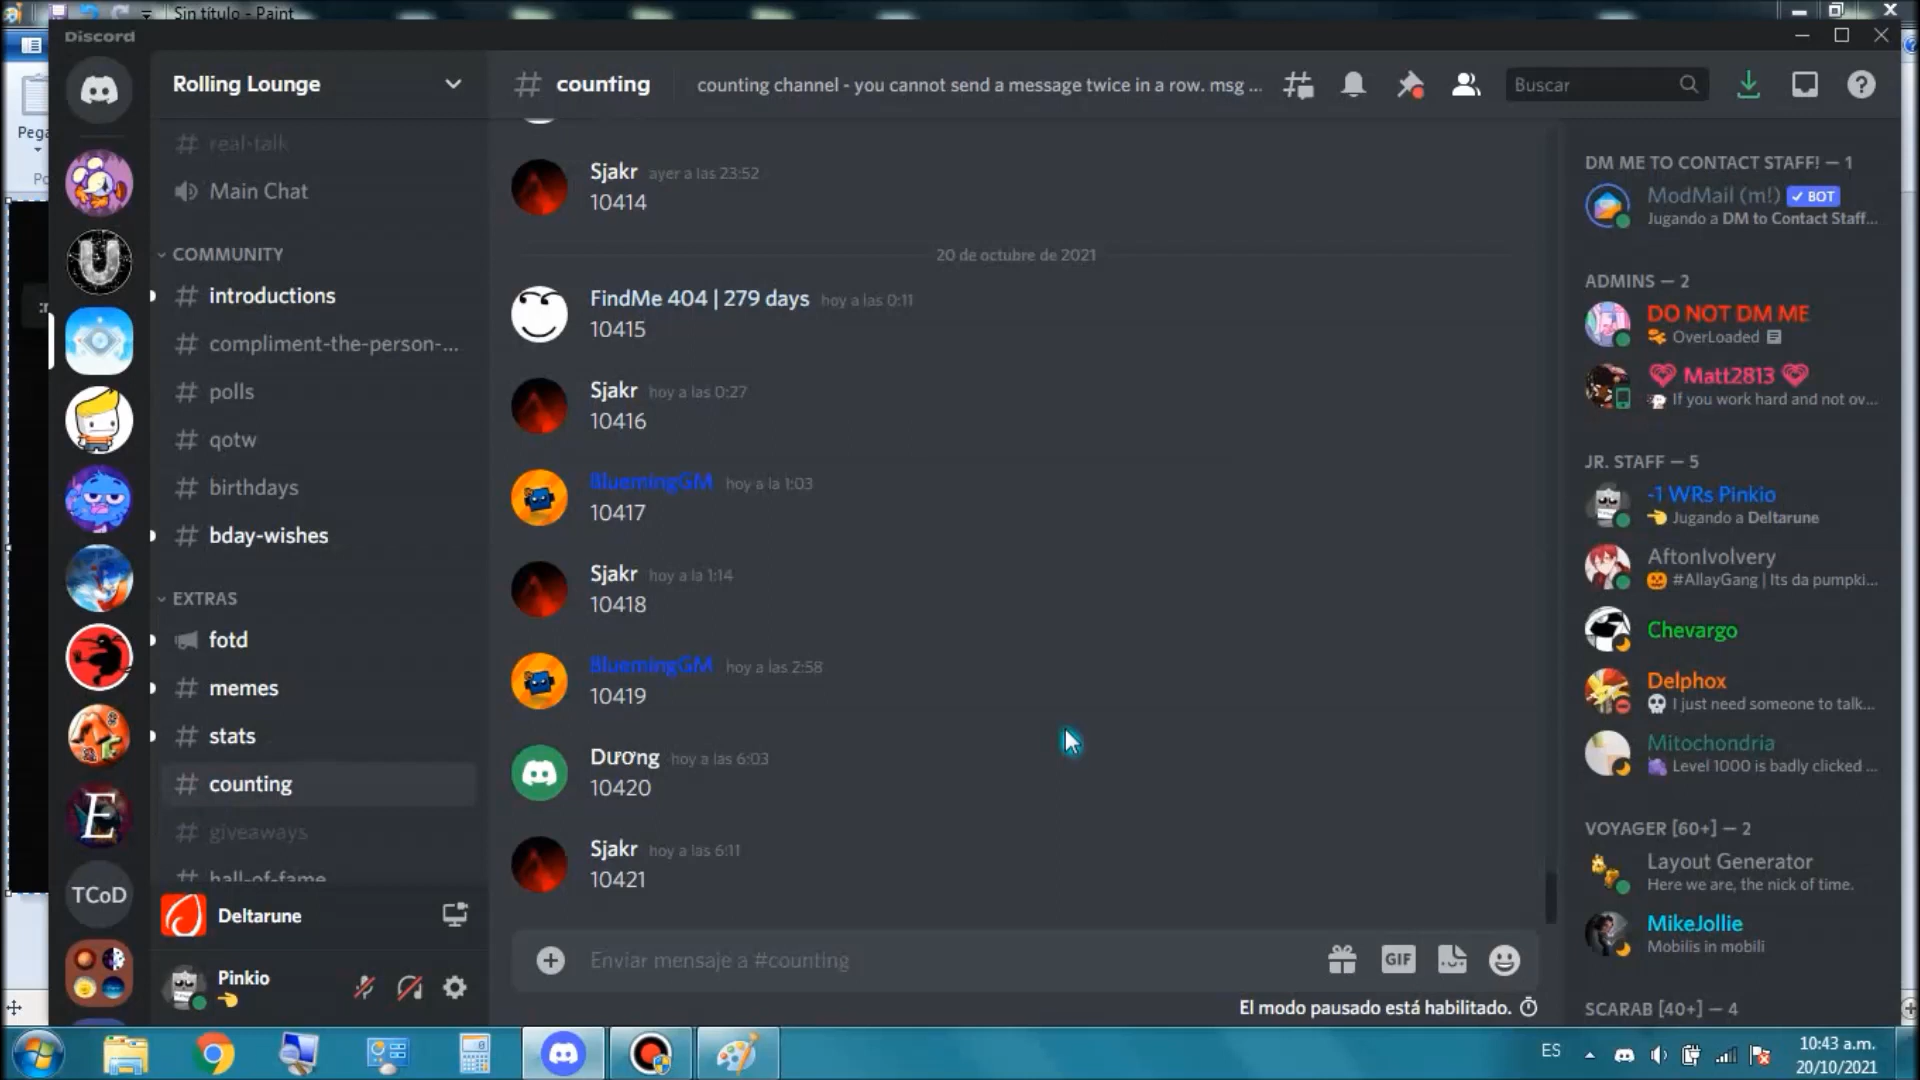 Sin título - Paint
Discord
Pega
Po
Rolling Lounge
real-talk
Main Chat
COMMUNITY
introductions
compliment-the-person-...
polls
qotw
birthdays
bday-wishes
EXTRAS
fotd
memes
stats
counting
giveaways
hall-of-fame
Deltarune
Pinkio
TCoD
U
E
counting
counting channel - you cannot send a message twice in a row. msg ...
Buscar
Sjakr ayer a las 23:52
10414
20 de octubre de 2021
FindMe 404 | 279 days hoy a las 0:11
10415
Sjakr hoy a las 0:27
10416
BluemingGM hoy a la 1:03
10417
Sjakr hoy a la 1:14
10418
BluemingGM hoy a las 2:58
10419
Dương hoy a las 6:03
10420
Sjakr hoy a las 6:11
10421
Enviar mensaje a #counting
GIF
El modo pausado está habilitado.
DM ME TO CONTACT STAFF! — 1
ModMail (m!) ✓ BOT
Jugando a DM to Contact Staff...
ADMINS — 2
DO NOT DM ME
OverLoaded
Matt2813
If you work hard and not ov...
JR. STAFF — 5
-1 WRs Pinkio
Jugando a Deltarune
AftonIvolvery
#AllayGang | Its da pumpki...
Chevargo
Delphox
I just need someone to talk...
Mitochondria
Level 1000 is badly clicked ...
VOYAGER [60+] — 2
Layout Generator
Here we are, the nick of time.
MikeJollie
Mobilis in mobili
SCARAB [40+] — 4
ES
10:43 a.m.
20/10/2021